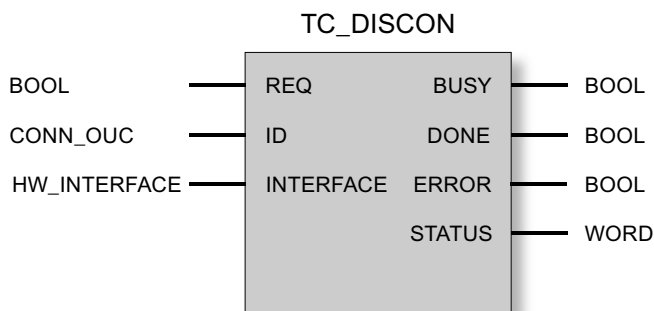 TC_DISCON
BOOL REQ BUSY BOOL
CONN_OUC ID DONE BOOL
HW_INTERFACE INTERFACE ERROR BOOL
STATUS WORD